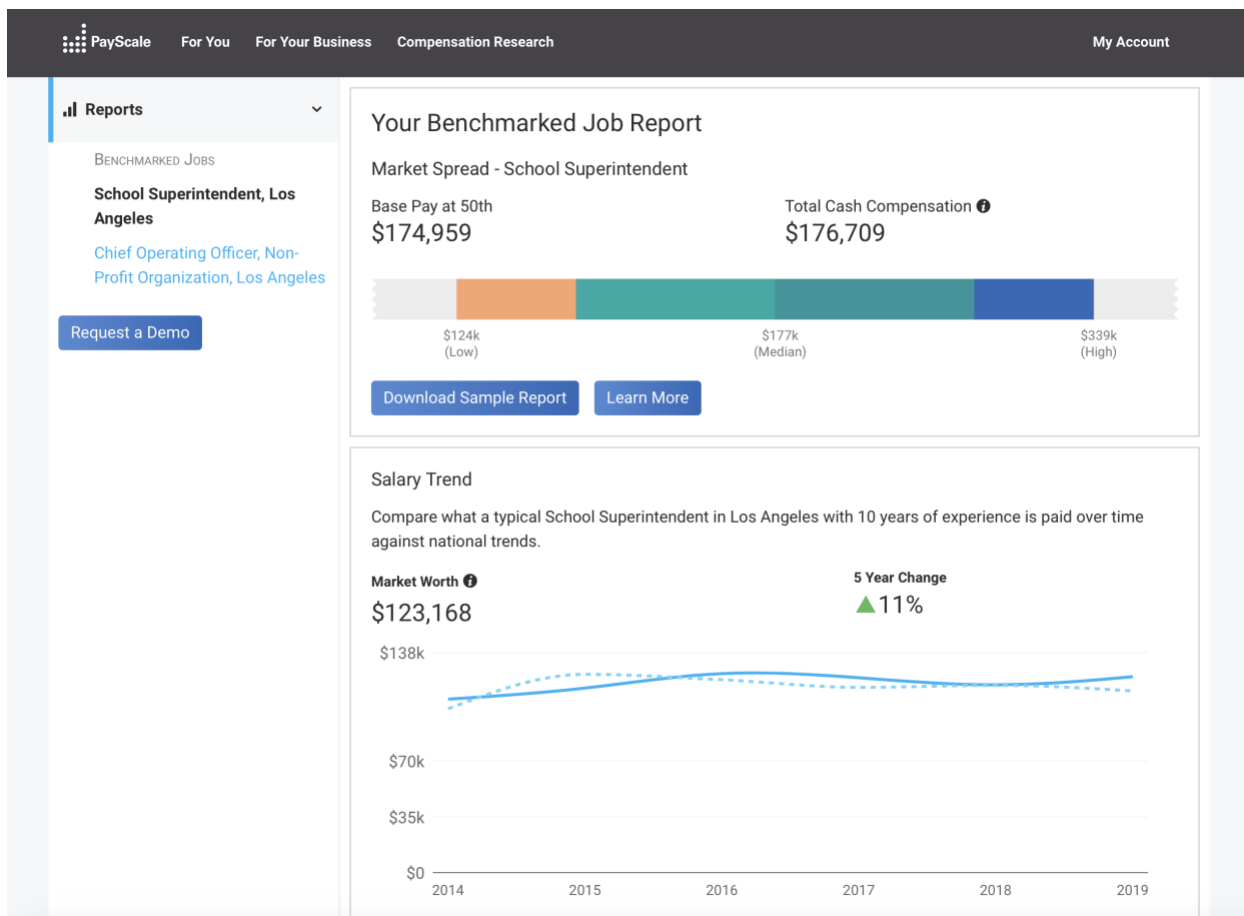 PayScale For You For Your Business Compensation Research My Account
Reports
BENCHMARKED JOBS
School Superintendent, Los
Angeles
Chief Operating Officer, Non-
Profit Organization, Los Angeles
Request a Demo
Your Benchmarked Job Report
Market Spread - School Superintendent
Base Pay at 50th Total Cash Compensation
$174,959 $176,709
$124k $177k $339k
(Low) (Median) (High)
Download Sample Report Learn More
Salary Trend
Compare what a typical School Superintendent in Los Angeles with 10 years of experience is paid over time
against national trends.
Market Worth 5 Year Change
$123,168 11%
$138k
$70k
$35k
$0
2014 2015 2016 2017 2018 2019